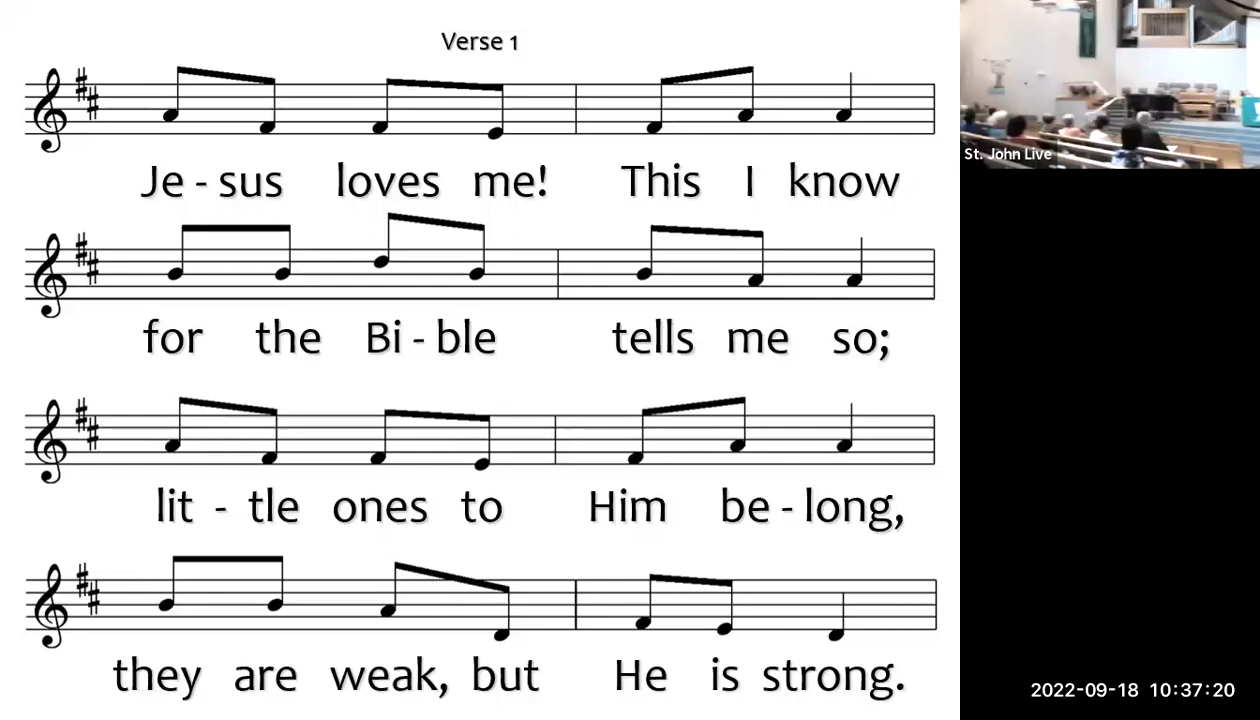 Verse 1
Je - sus loves me! This I know
for the Bi - ble tells me so;
lit - tle ones to Him be - long,
they are weak, but He is strong.
St. John Live
2022-09-18 10:37:20